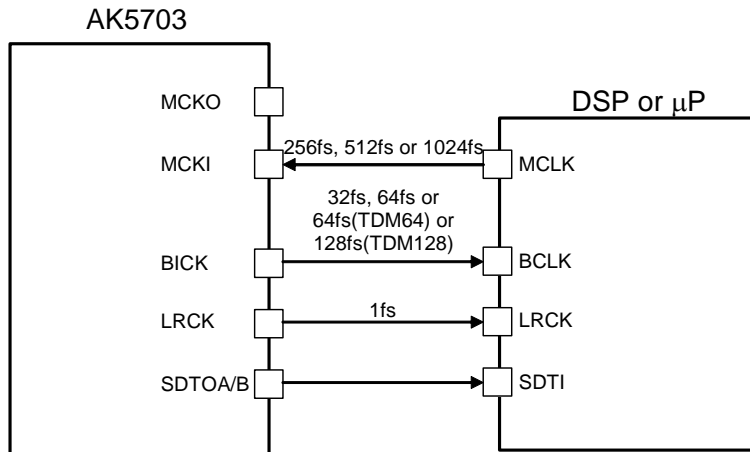 AK5703
DSP or μP
MCKO
MCKI
256fs, 512fs or 1024fs
MCLK
32fs, 64fs or
64fs(TDM64) or
128fs(TDM128)
BICK
BCLK
LRCK
1fs
LRCK
SDTOA/B
SDTI